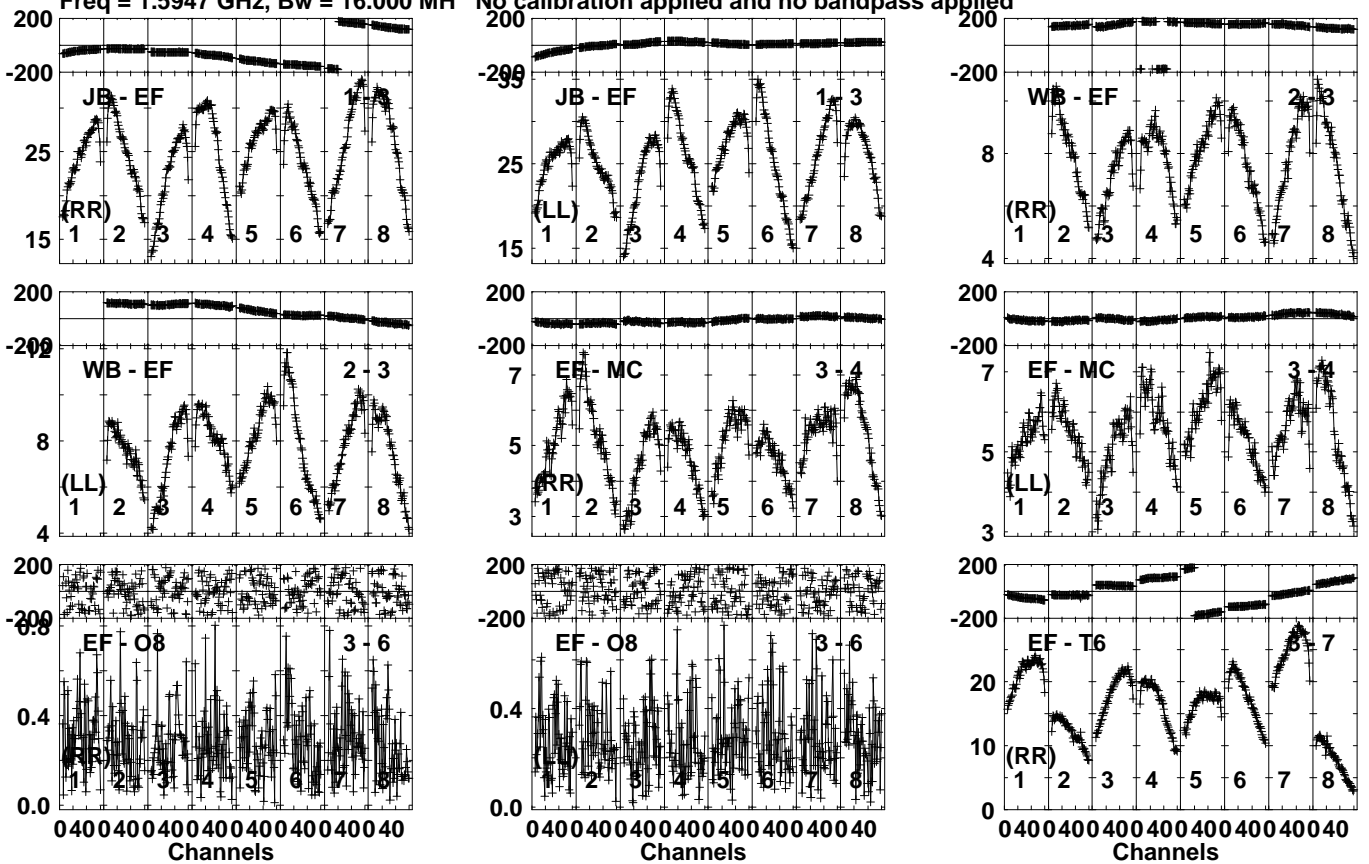 Freq = 1.5947 GHz, Bw = 16.000 MH No calibration applied and no bandpass applied
200
-200
JB - EF 1 - 3
25
15
(RR)
1 2 3 4 5 6 7 8
-200
35
JB - EF 1 - 3
25
15
(LL)
1 2 3 4 5 6 7 8
200
-200
WB - EF 2 - 3
8
4
(RR)
1 2 3 4 5 6 7 8
200
-200
12
WB - EF 2 - 3
8
4
(LL)
1 2 3 4 5 6 7 8
200
-200
EF - MC 3 - 4
7
5
3
(RR)
1 2 3 4 5 6 7 8
200
-200
EF - MC 3 - 4
7
5
3
(LL)
1 2 3 4 5 6 7 8
200
-200
0.8
EF - O8 3 - 6
0.4
0.0
(RR)
1 2 3 4 5 6 7 8
200
-200
EF - O8 3 - 6
0.4
0.0
(LL)
1 2 3 4 5 6 7 8
200
-200
EF - T6 3 - 7
20
10
0
(RR)
1 2 3 4 5 6 7 8
0 40 0 40 0 40 0 40 0 40 0 40 0 40 0 40
0 40 0 40 0 40 0 40 0 40 0 40 0 40 0 40
0 40 0 40 0 40 0 40 0 40 0 40 0 40 0 40
Channels Channels Channels